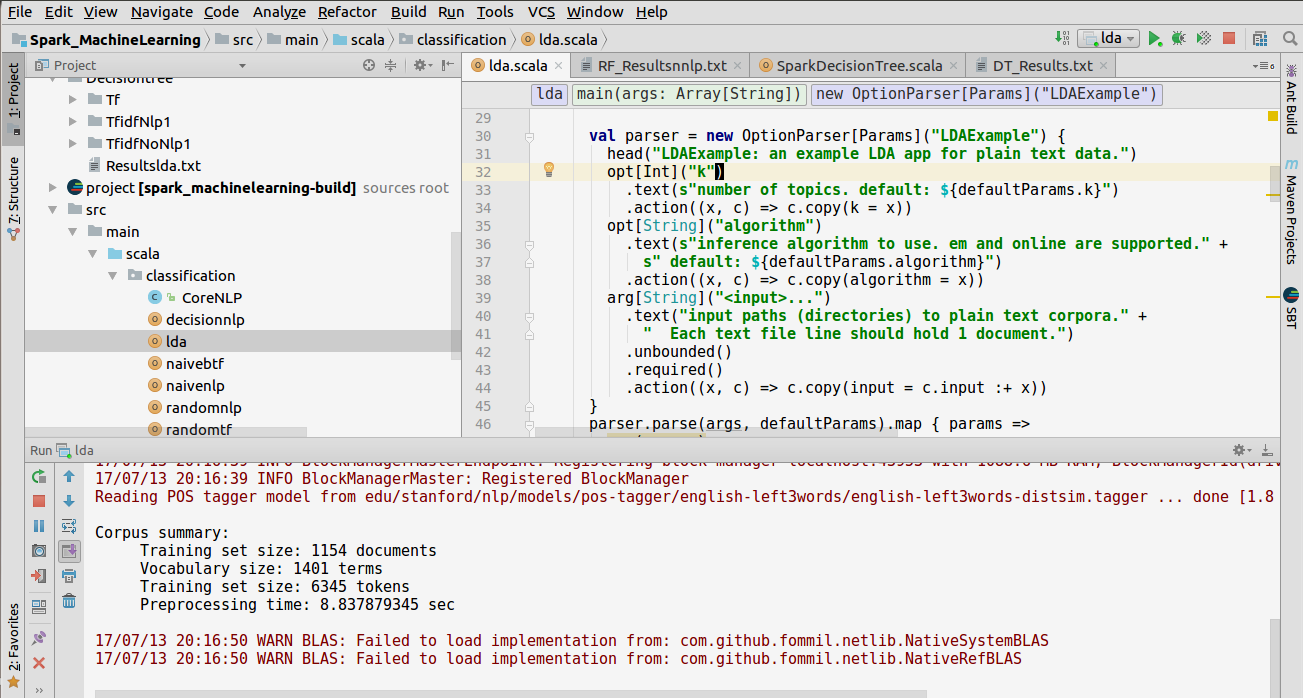 File Edit View Navigate Code Analyze Refactor Build Run Tools VCS Window Help
Spark_MachineLearning src main scala classification lda.scala lda
1: Project
7: Structure
2: Favorites
Project
DecisionTree
Tf
TfidfNlp1
TfidfNoNlp1
Resultslda.txt
project [spark_machinelearning-build] sources root
src
main
scala
classification
CoreNLP
decisionnlp
lda
naivebtf
naivenlp
randomnlp
randomtf
lda.scala RF_Resultsnnlp.txt SparkDecisionTree.scala DT_Results.txt
lda main(args: Array[String]) new OptionParser[Params]("LDAExample")
29
30 val parser = new OptionParser[Params]("LDAExample") {
31 head("LDAExample: an example LDA app for plain text data.")
32 opt[Int]("k")
33 .text(s"number of topics. default: ${defaultParams.k}")
34 .action((x, c) => c.copy(k = x))
35 opt[String]("algorithm")
36 .text(s"inference algorithm to use. em and online are supported." +
37 s" default: ${defaultParams.algorithm}")
38 .action((x, c) => c.copy(algorithm = x))
39 arg[String]("<input>...")
40 .text("input paths (directories) to plain text corpora." +
41 "  Each text file line should hold 1 document.")
42 .unbounded()
43 .required()
44 .action((x, c) => c.copy(input = c.input :+ x))
45 }
46 parser.parse(args, defaultParams).map { params =>
Ant Build
m
Maven Projects
SBT
Run lda
17/07/13 20:16:39 INFO BlockManagerMasterEndpoint: Registering block manager
17/07/13 20:16:39 INFO BlockManagerMaster: Registered BlockManager
Reading POS tagger model from edu/stanford/nlp/models/pos-tagger/english-left3words/english-left3words-distsim.tagger ... done [1.8
Corpus summary:
Training set size: 1154 documents
Vocabulary size: 1401 terms
Training set size: 6345 tokens
Preprocessing time: 8.837879345 sec
17/07/13 20:16:50 WARN BLAS: Failed to load implementation from: com.github.fommil.netlib.NativeSystemBLAS
17/07/13 20:16:50 WARN BLAS: Failed to load implementation from: com.github.fommil.netlib.NativeRefBLAS